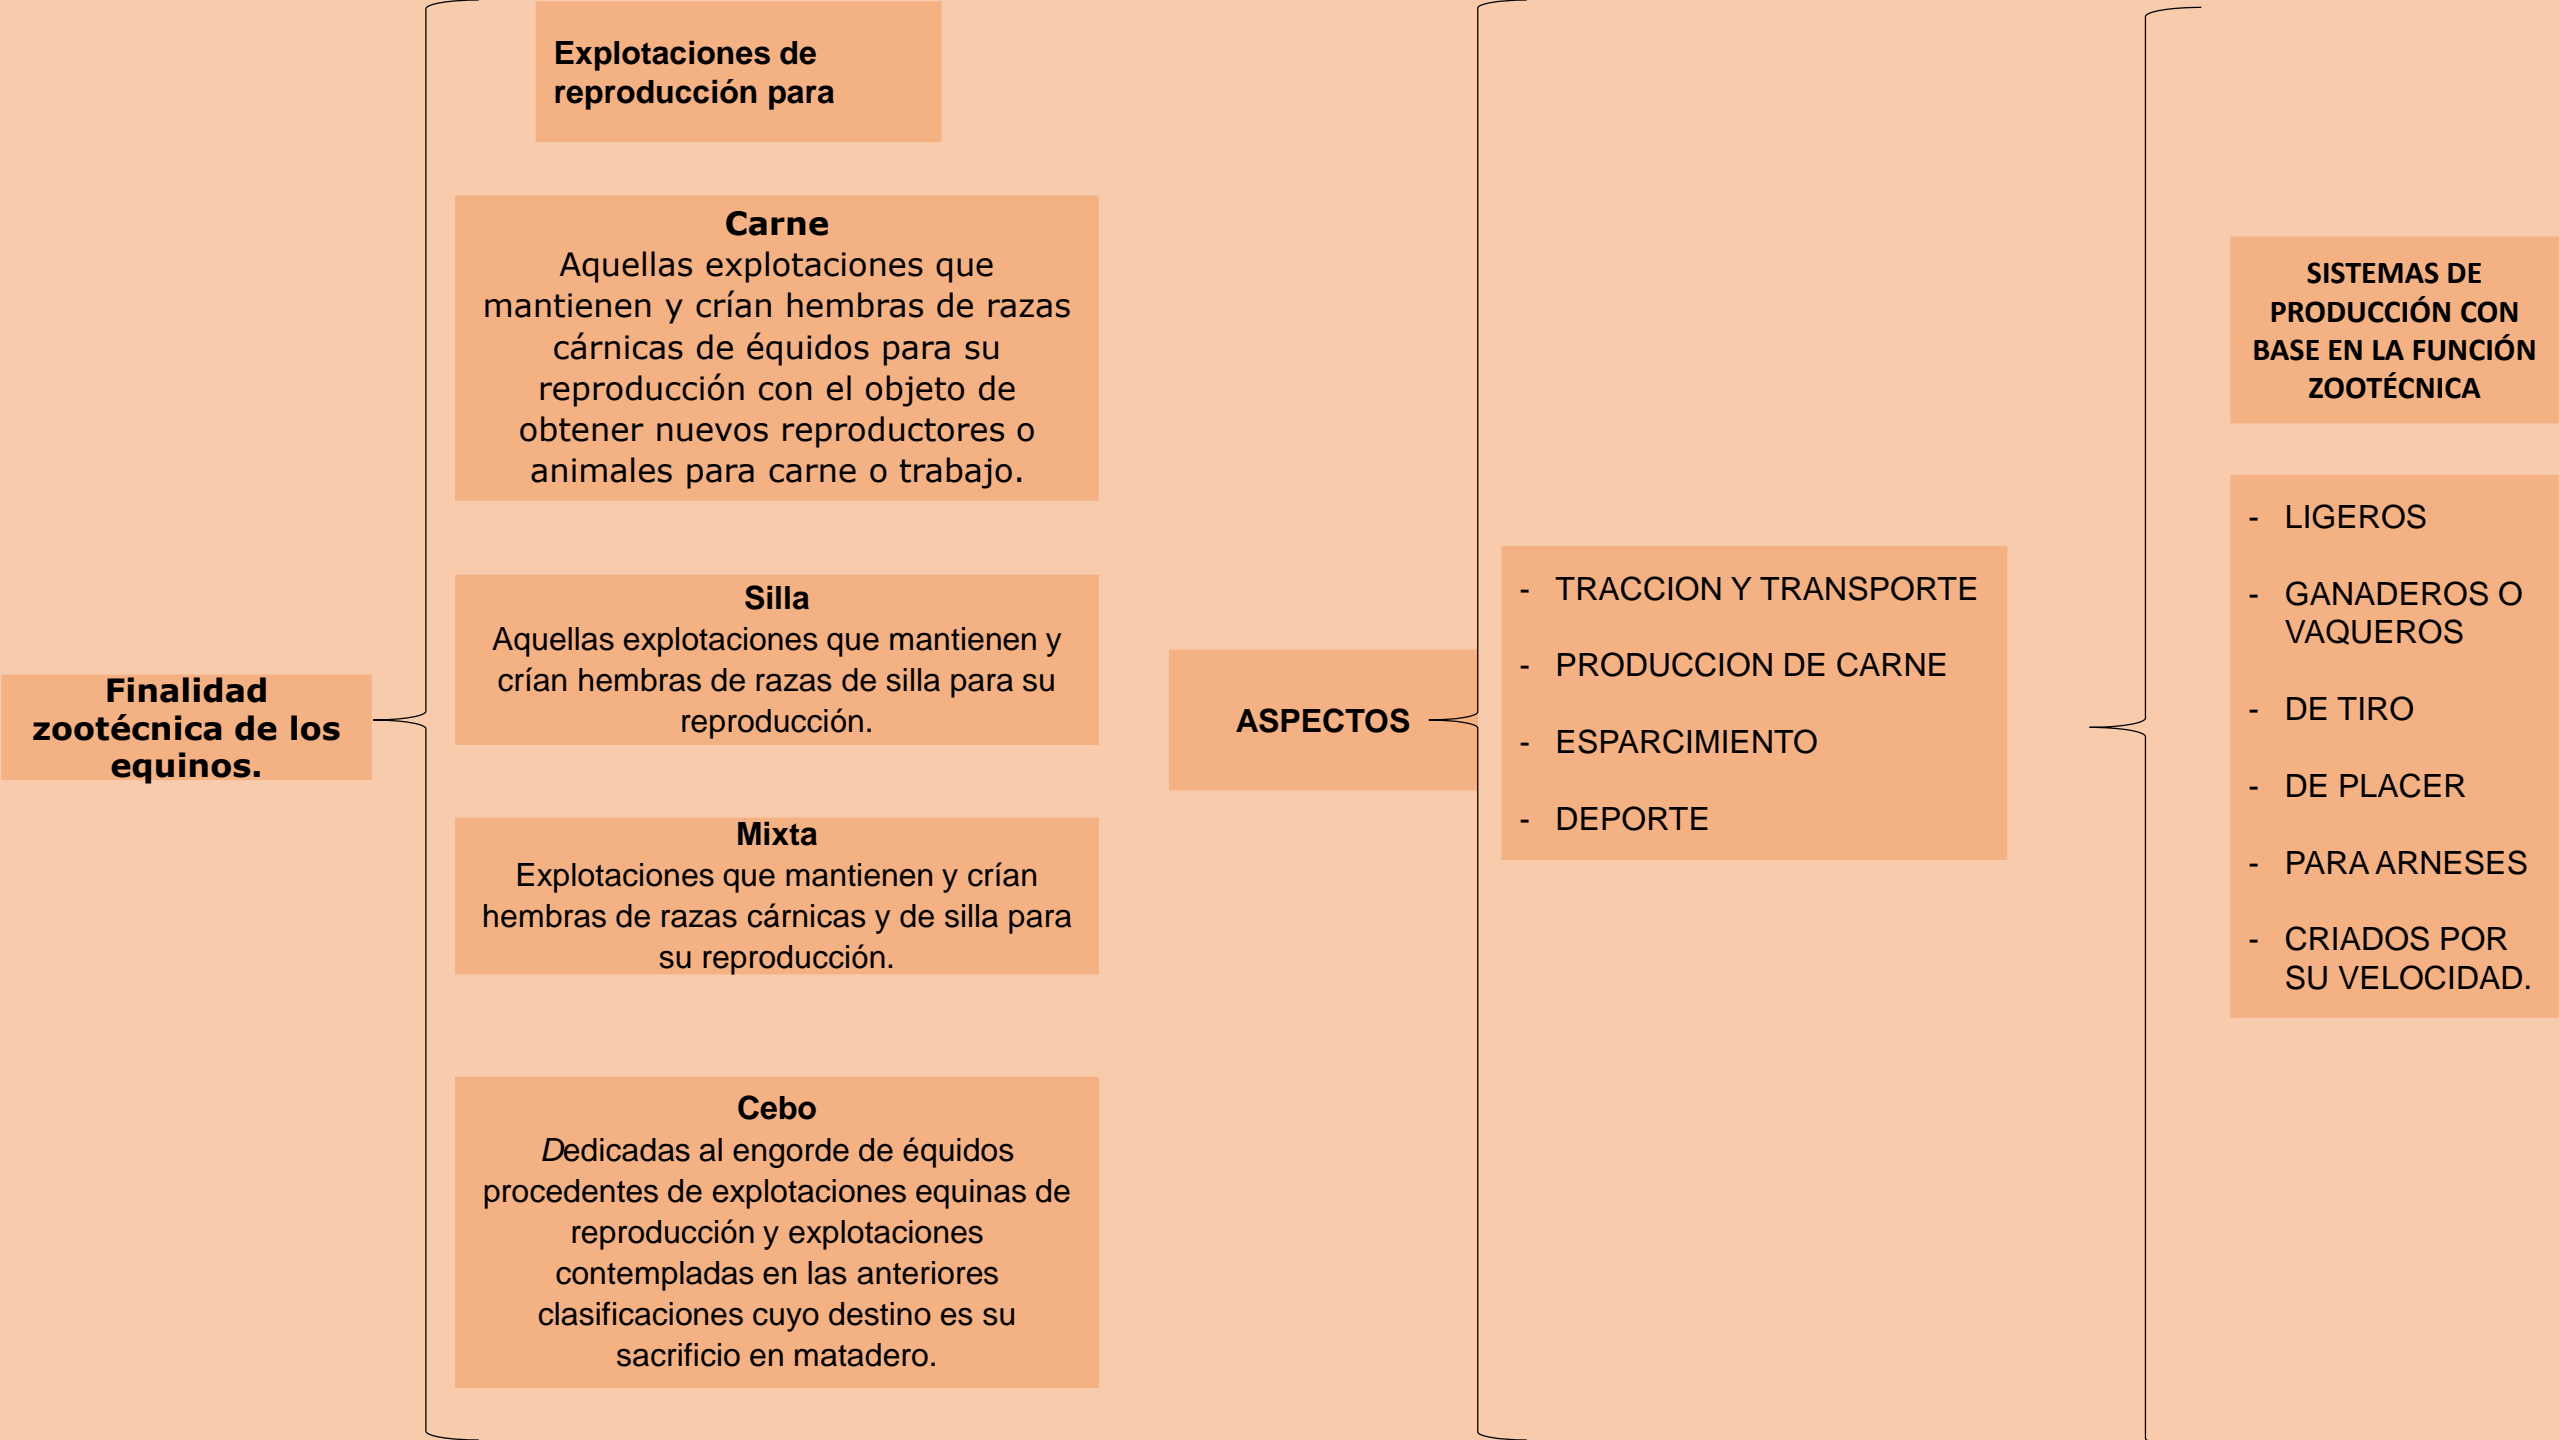 Finalidad
zootécnica de los
equinos.
Explotaciones de
reproducción para
Carne
Aquellas explotaciones que
mantienen y crían hembras de razas
cárnicas de équidos para su
reproducción con el objeto de
obtener nuevos reproductores o
animales para carne o trabajo.
Silla
Aquellas explotaciones que mantienen y
crían hembras de razas de silla para su
reproducción.
Mixta
Explotaciones que mantienen y crían
hembras de razas cárnicas y de silla para
su reproducción.
Cebo
Dedicadas al engorde de équidos
procedentes de explotaciones equinas de
reproducción y explotaciones
contempladas en las anteriores
clasificaciones cuyo destino es su
sacrificio en matadero.
ASPECTOS
- TRACCION Y TRANSPORTE
- PRODUCCION DE CARNE
- ESPARCIMIENTO
- DEPORTE
SISTEMAS DE
PRODUCCIÓN CON
BASE EN LA FUNCIÓN
ZOOTÉCNICA
- LIGEROS
- GANADEROS O
VAQUEROS
- DE TIRO
- DE PLACER
- PARA ARNESES
- CRIADOS POR
SU VELOCIDAD.